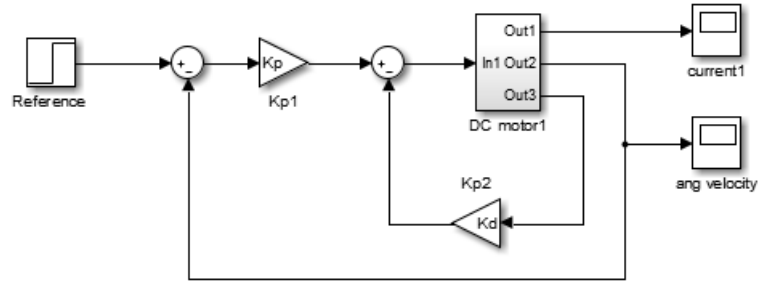 Reference
Kp
Kp1
Out1
In1 Out2
Out3
DC motor1
current1
ang velocity
Kp2
Kd